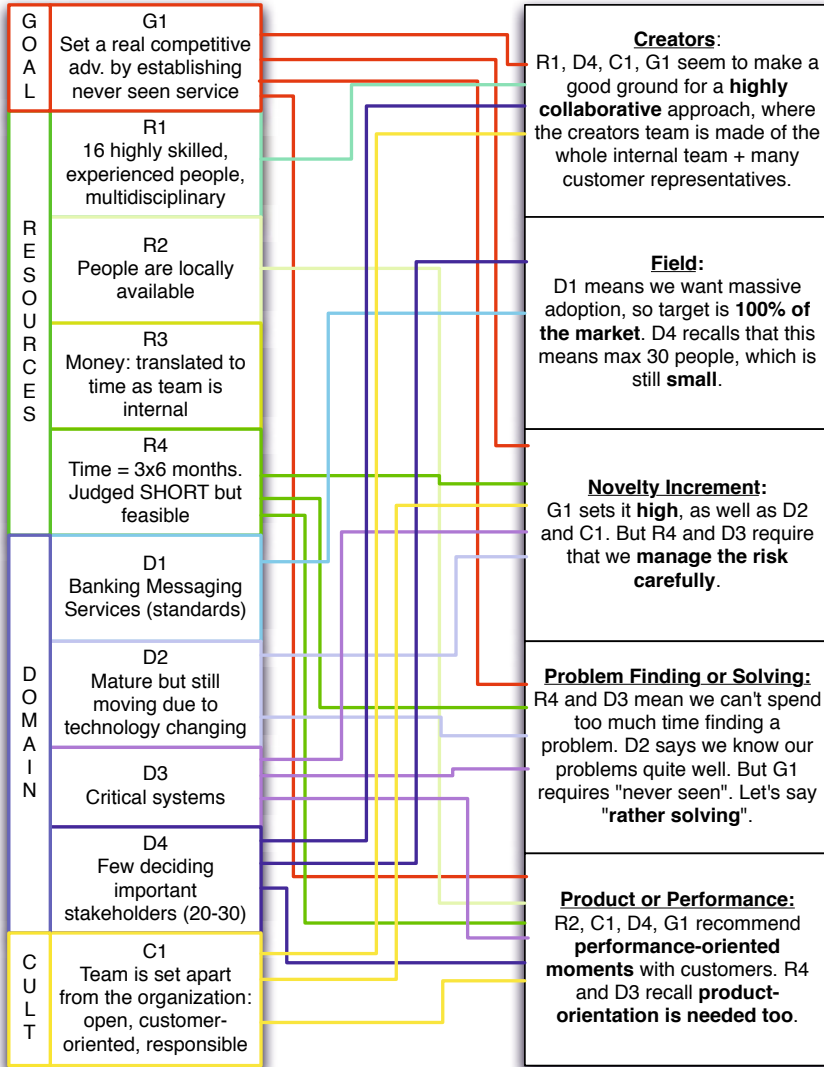 GOAL
G1
Set a real competitive
adv. by establishing
never seen service
RESOURCES
R1
16 highly skilled,
experienced people,
multidisciplinary
R2
People are locally
available
R3
Money: translated to
time as team is
internal
R4
Time = 3x6 months.
Judged SHORT but
feasible
DOMAIN
D1
Banking Messaging
Services (standards)
D2
Mature but still
moving due to
technology changing
D3
Critical systems
D4
Few deciding
important
stakeholders (20-30)
CULT
C1
Team is set apart
from the organization:
open, customer-
oriented, responsible
Creators:
R1, D4, C1, G1 seem to make a
good ground for a highly
collaborative approach, where
the creators team is made of the
whole internal team + many
customer representatives.
Field:
D1 means we want massive
adoption, so target is 100% of
the market. D4 recalls that this
means max 30 people, which is
still small.
Novelty Increment:
G1 sets it high, as well as D2
and C1. But R4 and D3 require
that we manage the risk
carefully.
Problem Finding or Solving:
R4 and D3 mean we can't spend
too much time finding a
problem. D2 says we know our
problems quite well. But G1
requires "never seen". Let's say
"rather solving".
Product or Performance:
R2, C1, D4, G1 recommend
performance-oriented
moments with customers. R4
and D3 recall product-
orientation is needed too.